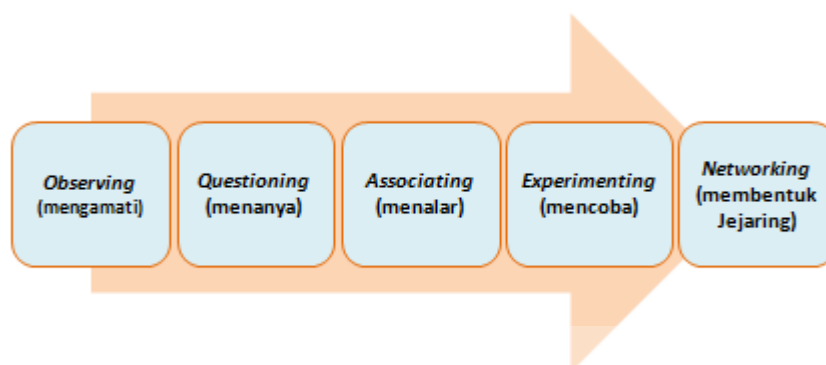 Observing
(mengamati)
Questioning
(menanya)
Associating
(menalar)
Experimenting
(mencoba)
Networking
(membentuk
Jejaring)